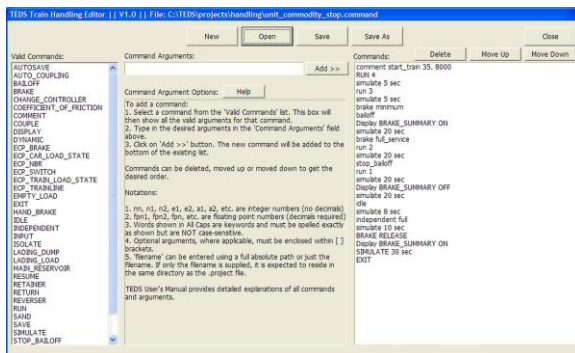 TEDS Train Handling Editor || V1.0 || File: C:\TEDS\projects\handling\unit_commodity_stop.command
New
Open
Save
Save As
Close
Valid Commands:
AUTOSAVE
AUTO_COUPLING
BAILOFF
BRAKE
CHANGE_CONTROLLER
COEFFICIENT_OF_FRICTION
COMMENT
COUPLE
DISPLAY
DYNAMIC
ECP_BRAKE
ECP_CAR_LOAD_STATE
ECP_NBR
ECP_SWITCH
ECP_TRAIN_LOAD_STATE
ECP_TRAINLINE
EMPTY_LOAD
EXIT
HAND_BRAKE
IDLE
INDEPENDENT
INPUT
ISOLATE
LADING_DUMP
LADING_LOAD
MAIN_RESERVOIR
RESUME
RETAINER
RETURN
REVERSER
RUN
SAND
SAVE
SIMULATE
STOP_BAILOFF
Command Arguments:
Add >>
Command Argument Options:
Help
To add a command:
1. Select a command from the 'Valid Commands' list. This box will
then show all the valid arguments for that command.
2. Type in the desired arguments in the 'Command Arguments' field
above.
3. Click on 'Add >>' button. The new command will be added to the
bottom of the existing list.
Commands can be deleted, moved up or moved down to get the
desired order.
Notations:
1. nn, n1, n2, e1, e2, a1, a2, etc. are integer numbers (no decimals)
2. fpn1, fpn2, fpn, etc. are floating point numbers (decimals required)
3. Words shown in All Caps are keywords and must be spelled exactly
as shown but are NOT case-sensitive.
4. Optional arguments, where applicable, must be enclosed within [ ]
brackets.
5. 'filename' can be entered using a full absolute path or just the
filename. If only the filename is supplied, it is expected to reside in
the same directory as the .project file.
TEDS User's Manual provides detailed explanations of all commands
and arguments.
Commands:
Delete
Move Up
Move Down
comment start_train 35. 8000
RUN 4
simulate 5 sec
run 3
simulate 5 sec
brake minimum
bailoff
Display BRAKE_SUMMARY ON
simulate 20 sec
brake full_service
run 2
simulate 20 sec
stop_bailoff
run 1
simulate 20 sec
Display BRAKE_SUMMARY OFF
simulate 20 sec
idle
simulate 8 sec
independent full
simulate 10 sec
BRAKE RELEASE
Display BRAKE_SUMMARY ON
SIMULATE 30 sec
EXIT